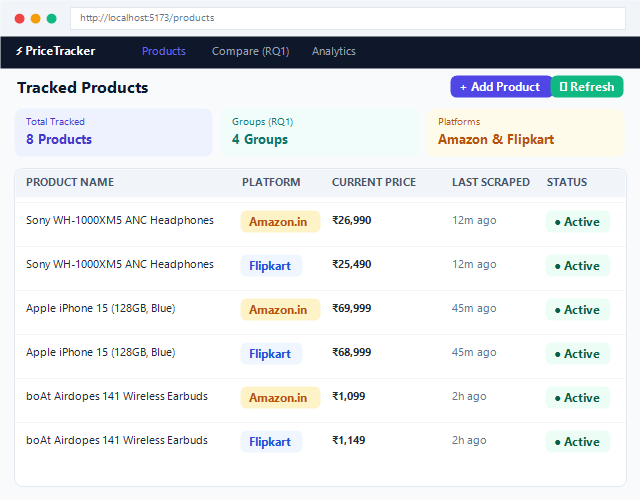 http://localhost:5173/products
⚡ PriceTracker Products Compare (RQ1) Analytics
Tracked Products + Add Product Refresh
Total Tracked Groups (RQ1) Platforms
8 Products 4 Groups Amazon & Flipkart
PRODUCT NAME PLATFORM CURRENT PRICE LAST SCRAPED STATUS
Sony WH-1000XM5 ANC Headphones Amazon.in ₹26,990 12m ago ● Active
Sony WH-1000XM5 ANC Headphones Flipkart ₹25,490 12m ago ● Active
Apple iPhone 15 (128GB, Blue) Amazon.in ₹69,999 45m ago ● Active
Apple iPhone 15 (128GB, Blue) Flipkart ₹68,999 45m ago ● Active
boAt Airdopes 141 Wireless Earbuds Amazon.in ₹1,099 2h ago ● Active
boAt Airdopes 141 Wireless Earbuds Flipkart ₹1,149 2h ago ● Active